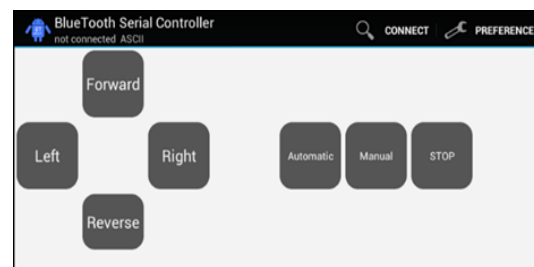 BlueTooth Serial Controller
not connected ASCII
CONNECT
PREFERENCE
Forward
Left
Right
Automatic
Manual
STOP
Reverse